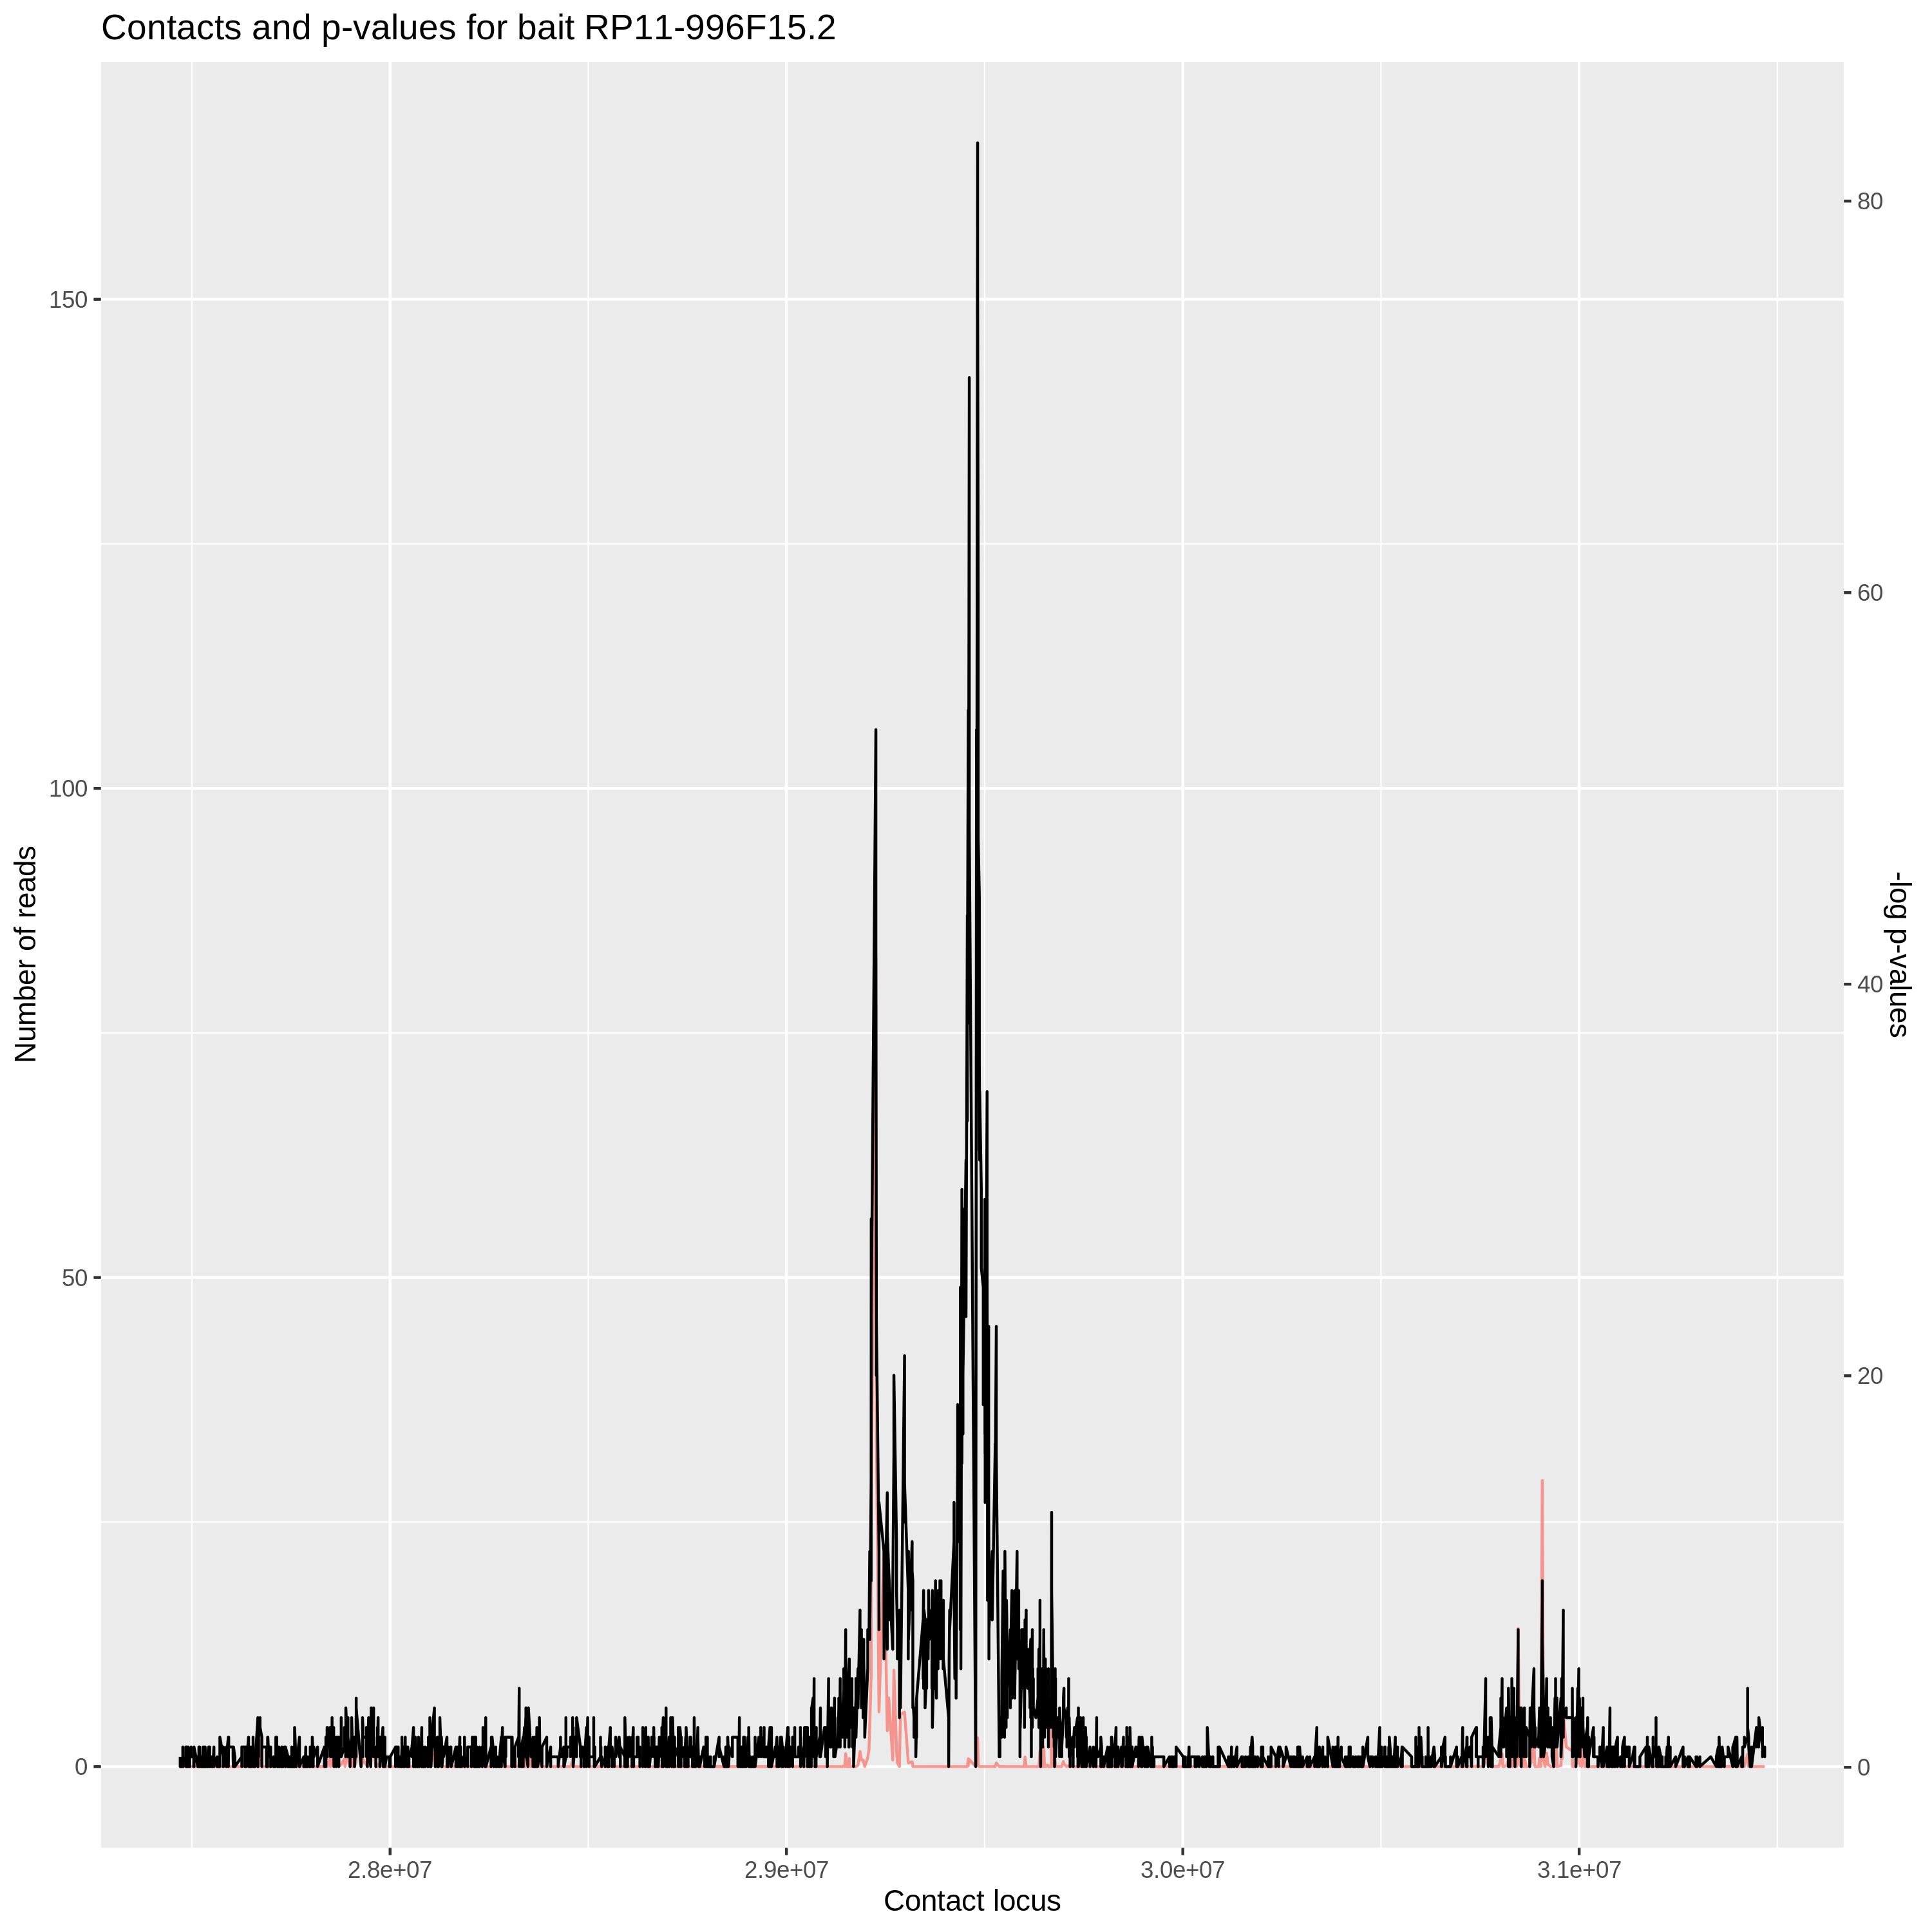 Contacts and p-values for bait RP11-996F15.2
150
100
50
0
80
60
40
20
0
Number of reads
-log p-values
2.8e+07
2.9e+07
3.0e+07
3.1e+07
Contact locus